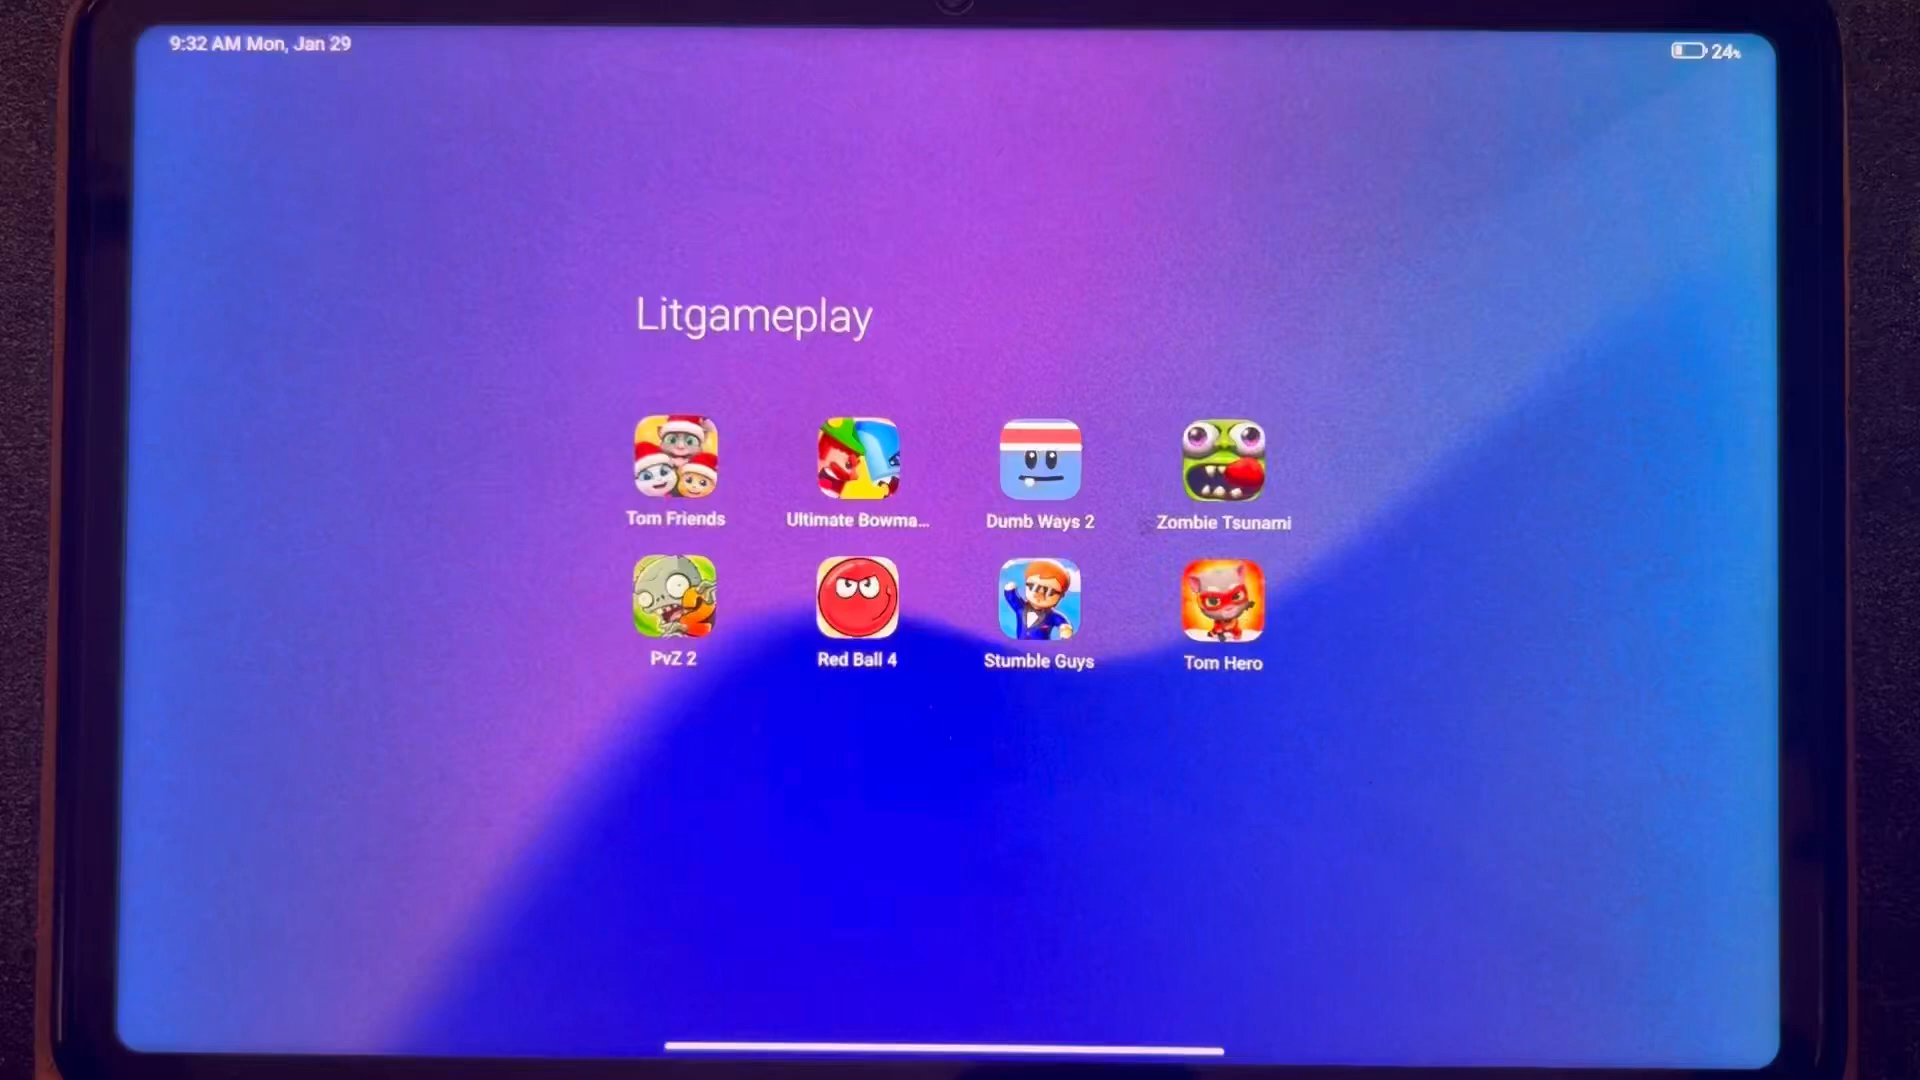 9:32 AM Mon, Jan 29
24%
Litgameplay
Tom Friends
Ultimate Bowma...
Dumb Ways 2
Zombie Tsunami
2
PvZ 2
Red Ball 4
Stumble Guys
Tom Hero